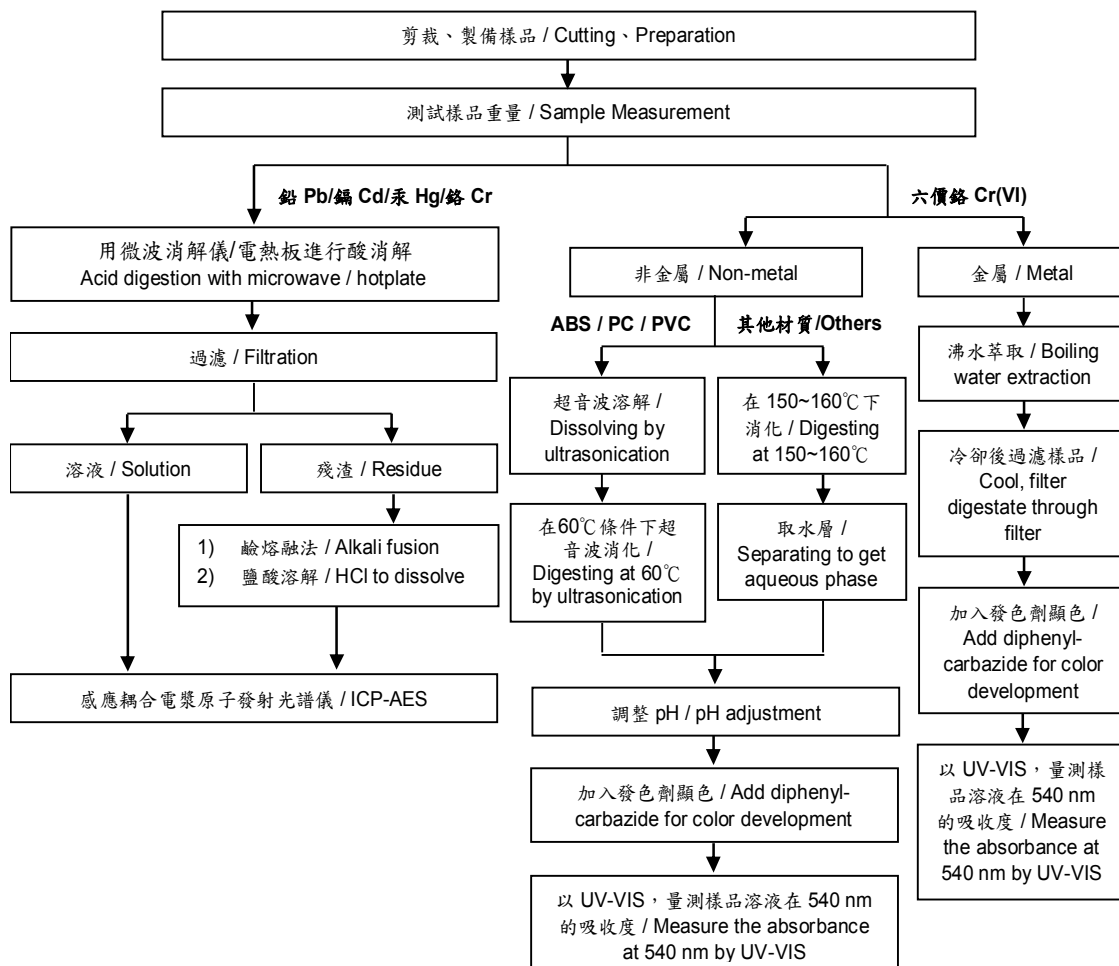 剪裁、製備樣品 / Cutting、Preparation
測試樣品重量 / Sample Measurement
鉛 Pb/鎘 Cd/汞 Hg/鉻 Cr
六價鉻 Cr(VI)
用微波消解儀/電熱板進行酸消解
Acid digestion with microwave / hotplate
過濾 / Filtration
溶液 / Solution
殘渣 / Residue
1) 鹼熔融法 / Alkali fusion
2) 鹽酸溶解 / HCl to dissolve
感應耦合電漿原子發射光譜儀 / ICP-AES
非金屬 / Non-metal
ABS / PC / PVC
其他材質/Others
超音波溶解 /
Dissolving by
ultrasonication
在60℃條件下超
音波消化 /
Digesting at 60℃
by ultrasonication
在 150~160℃下
消化 / Digesting
at 150~160℃
取水層 /
Separating to get
aqueous phase
調整 pH / pH adjustment
加入發色劑顯色 / Add diphenyl-
carbazide for color development
以 UV-VIS，量測樣品溶液在 540 nm
的吸收度 / Measure the absorbance
at 540 nm by UV-VIS
金屬 / Metal
沸水萃取 / Boiling
water extraction
冷卻後過濾樣品 /
Cool, filter
digestate through
filter
加入發色劑顯色 /
Add diphenyl-
carbazide for color
development
以 UV-VIS，量測樣
品溶液在 540 nm
的吸收度 / Measure
the absorbance at
540 nm by UV-VIS